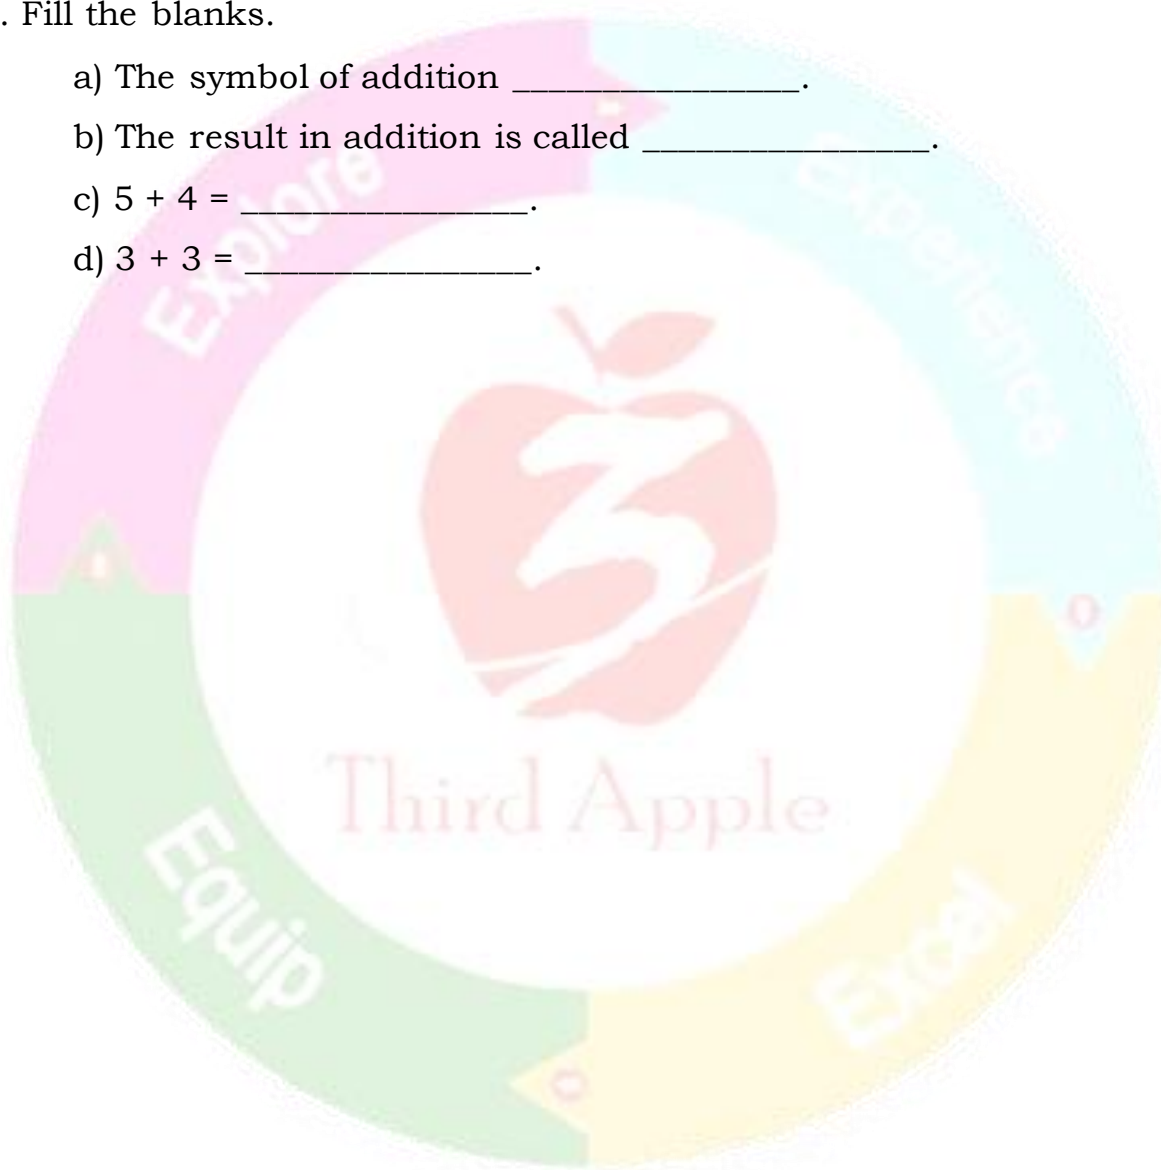 . Fill the blanks.
a) The symbol of addition ________________.
b) The result in addition is called ________________.
c) 5 + 4 = ________________.
d) 3 + 3 = ________________.
Explore
Experience
3
Third Apple
Equip
Excel